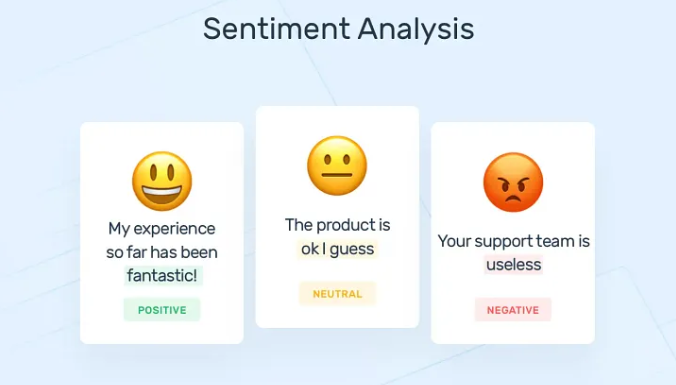 Sentiment Analysis
My experience
so far has been
fantastic!
POSITIVE
The product is
ok I guess
NEUTRAL
Your support team is
useless
NEGATIVE